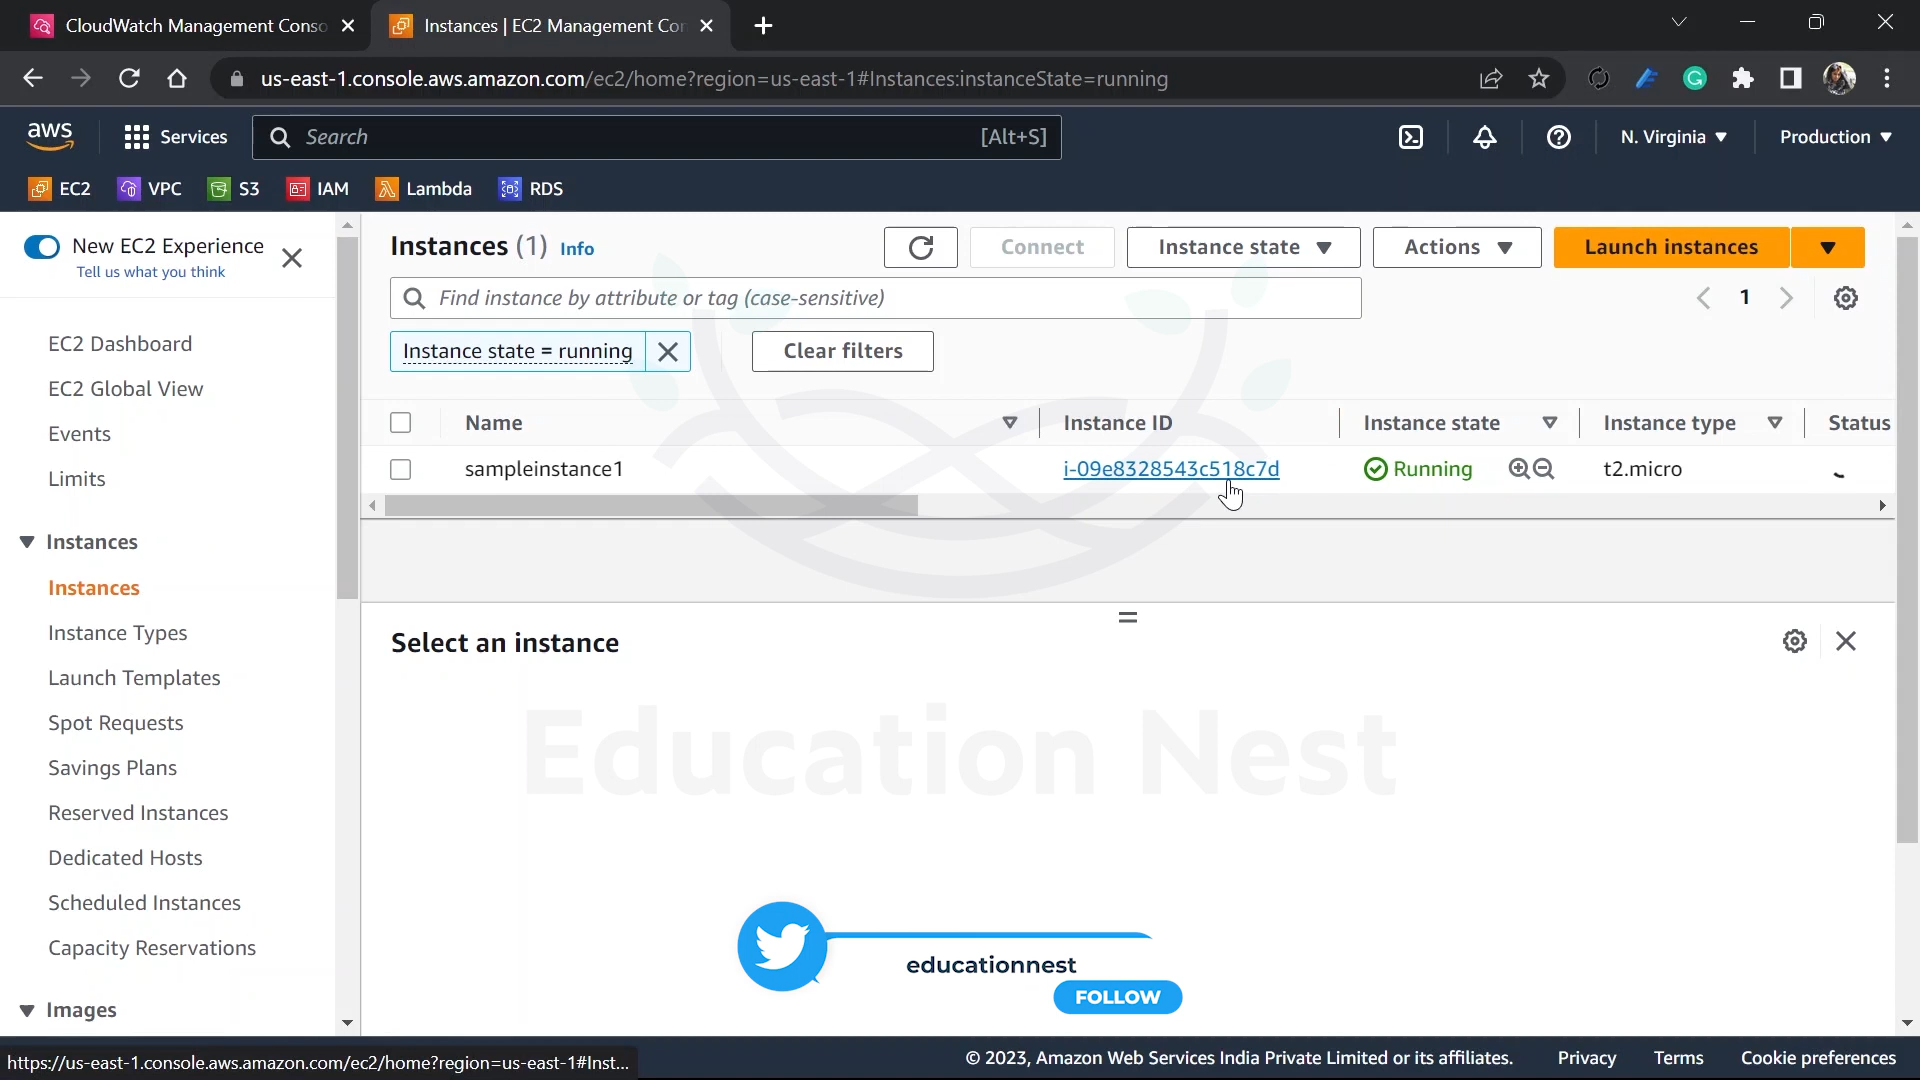 CloudWatch Management Conso
Instances | EC2 Management Con
us-east-1.console.aws.amazon.com/ec2/home?region=us-east-1#Instances:instanceState=running
aws
Services
Search
[Alt+S]
N. Virginia
Production
EC2
VPC
S3
IAM
Lambda
RDS
New EC2 Experience
Tell us what you think
EC2 Dashboard
EC2 Global View
Events
Limits
Instances
Instances
Instance Types
Launch Templates
Spot Requests
Savings Plans
Reserved Instances
Dedicated Hosts
Scheduled Instances
Capacity Reservations
Images
Instances (1) Info
Connect
Instance state
Actions
Launch instances
Find instance by attribute or tag (case-sensitive)
1
Instance state = running
Clear filters
Name
Instance ID
Instance state
Instance type
Status
sampleinstance1
i-09e8328543c518c7d
Running
t2.micro
Select an instance
Education Nest
educationnest
FOLLOW
https://us-east-1.console.aws.amazon.com/ec2/home?region=us-east-1#Inst...
© 2023, Amazon Web Services India Private Limited or its affiliates.
Privacy
Terms
Cookie preferences